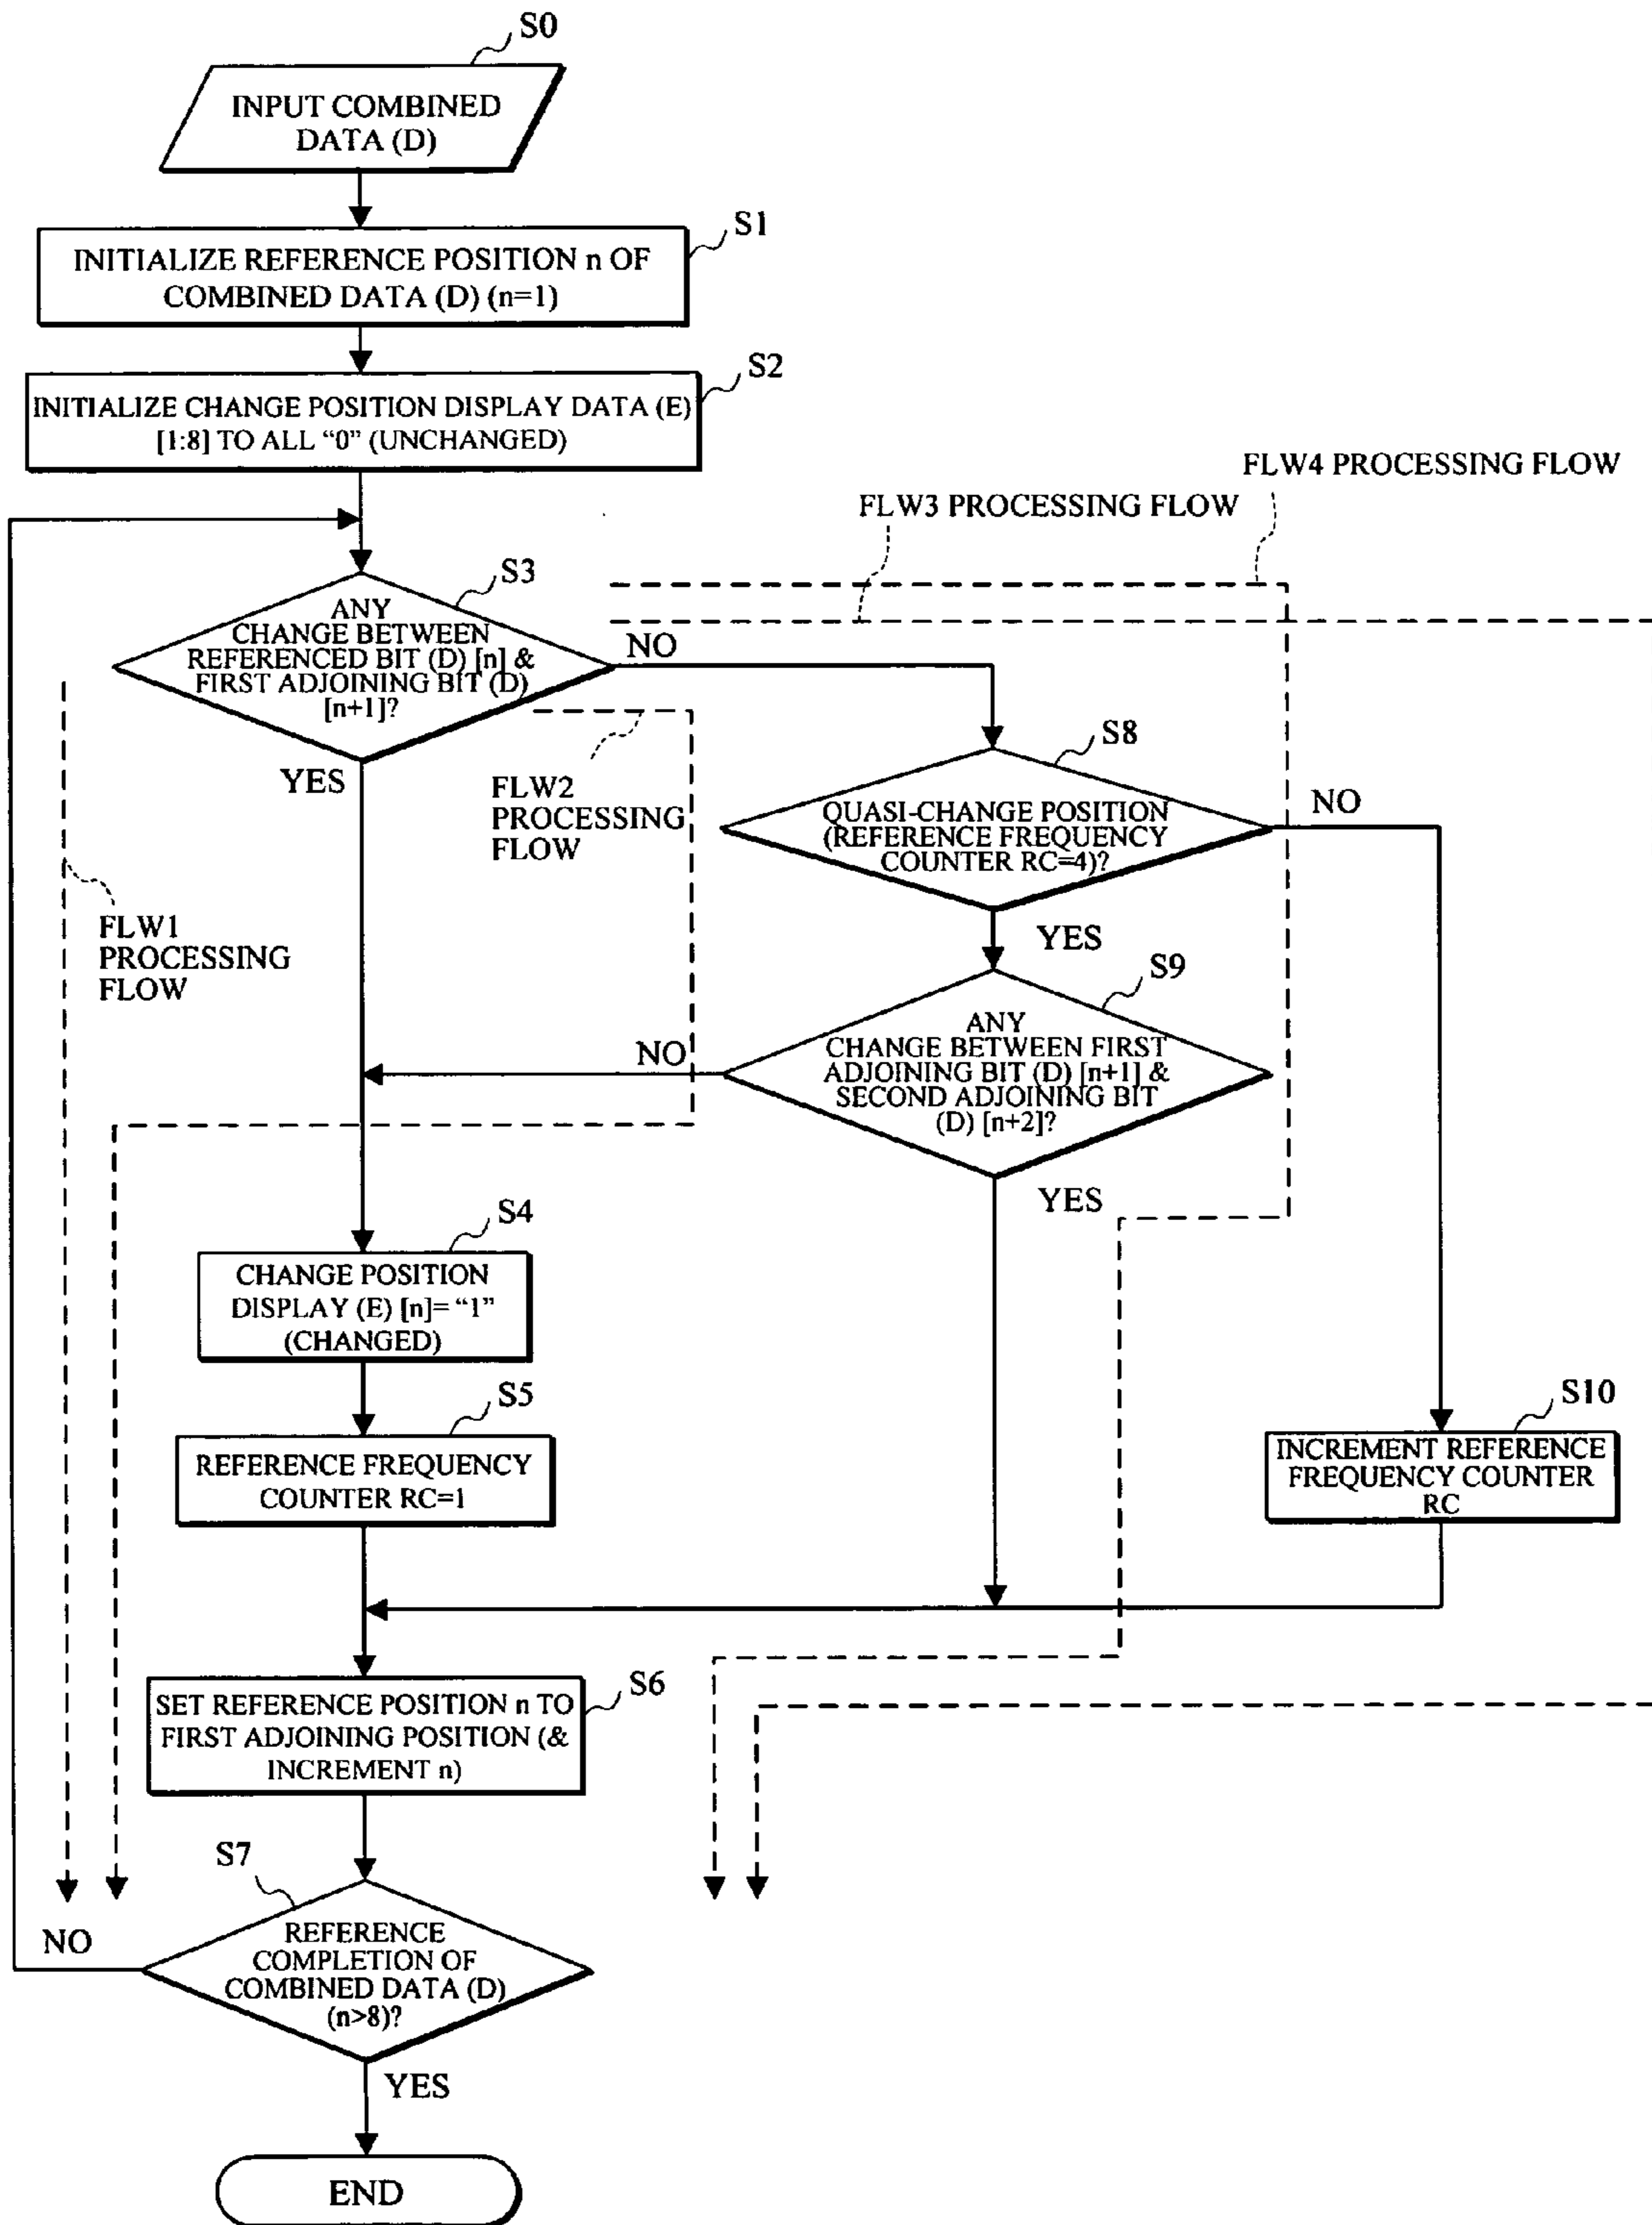 S0
INPUT COMBINED
DATA (D)
S1
INITIALIZE REFERENCE POSITION n OF
COMBINED DATA (D) (n=1)
S2
INITIALIZE CHANGE POSITION DISPLAY DATA (E)
[1:8] TO ALL “0” (UNCHANGED)
FLW4 PROCESSING FLOW
FLW3 PROCESSING FLOW
S3
ANY
CHANGE BETWEEN
REFERENCED BIT (D) [n] &
FIRST ADJOINING BIT (D)
[n+1]?
NO
YES
FLW2
PROCESSING
FLOW
S8
QUASI-CHANGE POSITION
(REFERENCE FREQUENCY
COUNTER RC=4)?
NO
YES
FLW1
PROCESSING
FLOW
S9
ANY
CHANGE BETWEEN FIRST
ADJOINING BIT (D) [n+1] &
SECOND ADJOINING BIT
(D) [n+2]?
NO
YES
S4
CHANGE POSITION
DISPLAY (E) [n]= “1”
(CHANGED)
S5
REFERENCE FREQUENCY
COUNTER RC=1
S10
INCREMENT REFERENCE
FREQUENCY COUNTER
RC
S6
SET REFERENCE POSITION n TO
FIRST ADJOINING POSITION (&
INCREMENT n)
S7
REFERENCE
COMPLETION OF
COMBINED DATA (D)
(n>8)?
NO
YES
END